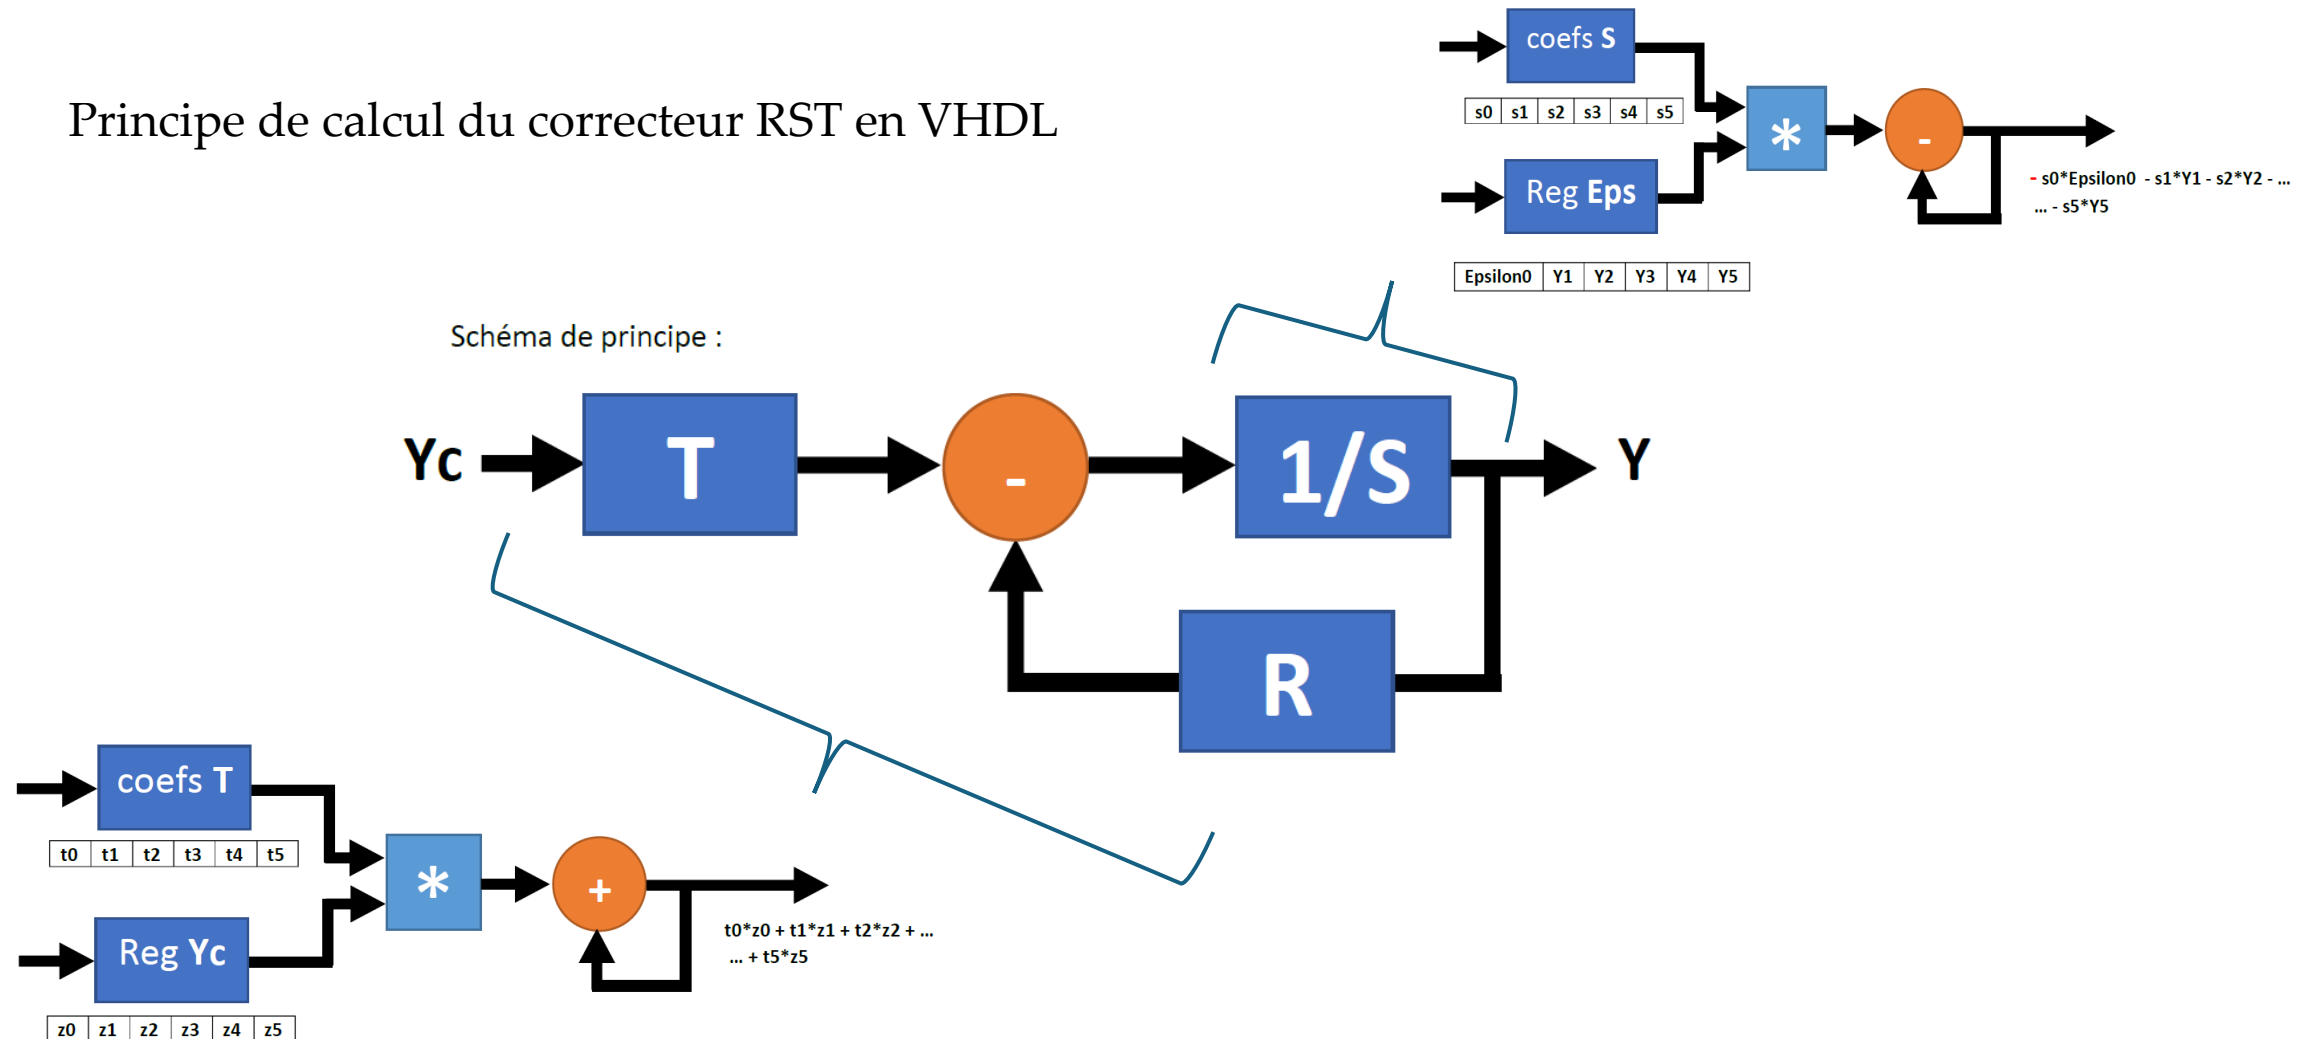 Principe de calcul du correcteur RST en VHDL
coefs S
s0 s1 s2 s3 s4 s5
*
-
Reg Eps
- s0*Epsilon0 - s1*Y1 - s2*Y2 - ...
... - s5*Y5
Epsilon0 Y1 Y2 Y3 Y4 Y5
Schéma de principe :
Yc
T
-
1/S
Y
R
coefs T
t0 t1 t2 t3 t4 t5
*
+
Reg Yc
t0*z0 + t1*z1 + t2*z2 + ...
... + t5*z5
z0 z1 z2 z3 z4 z5